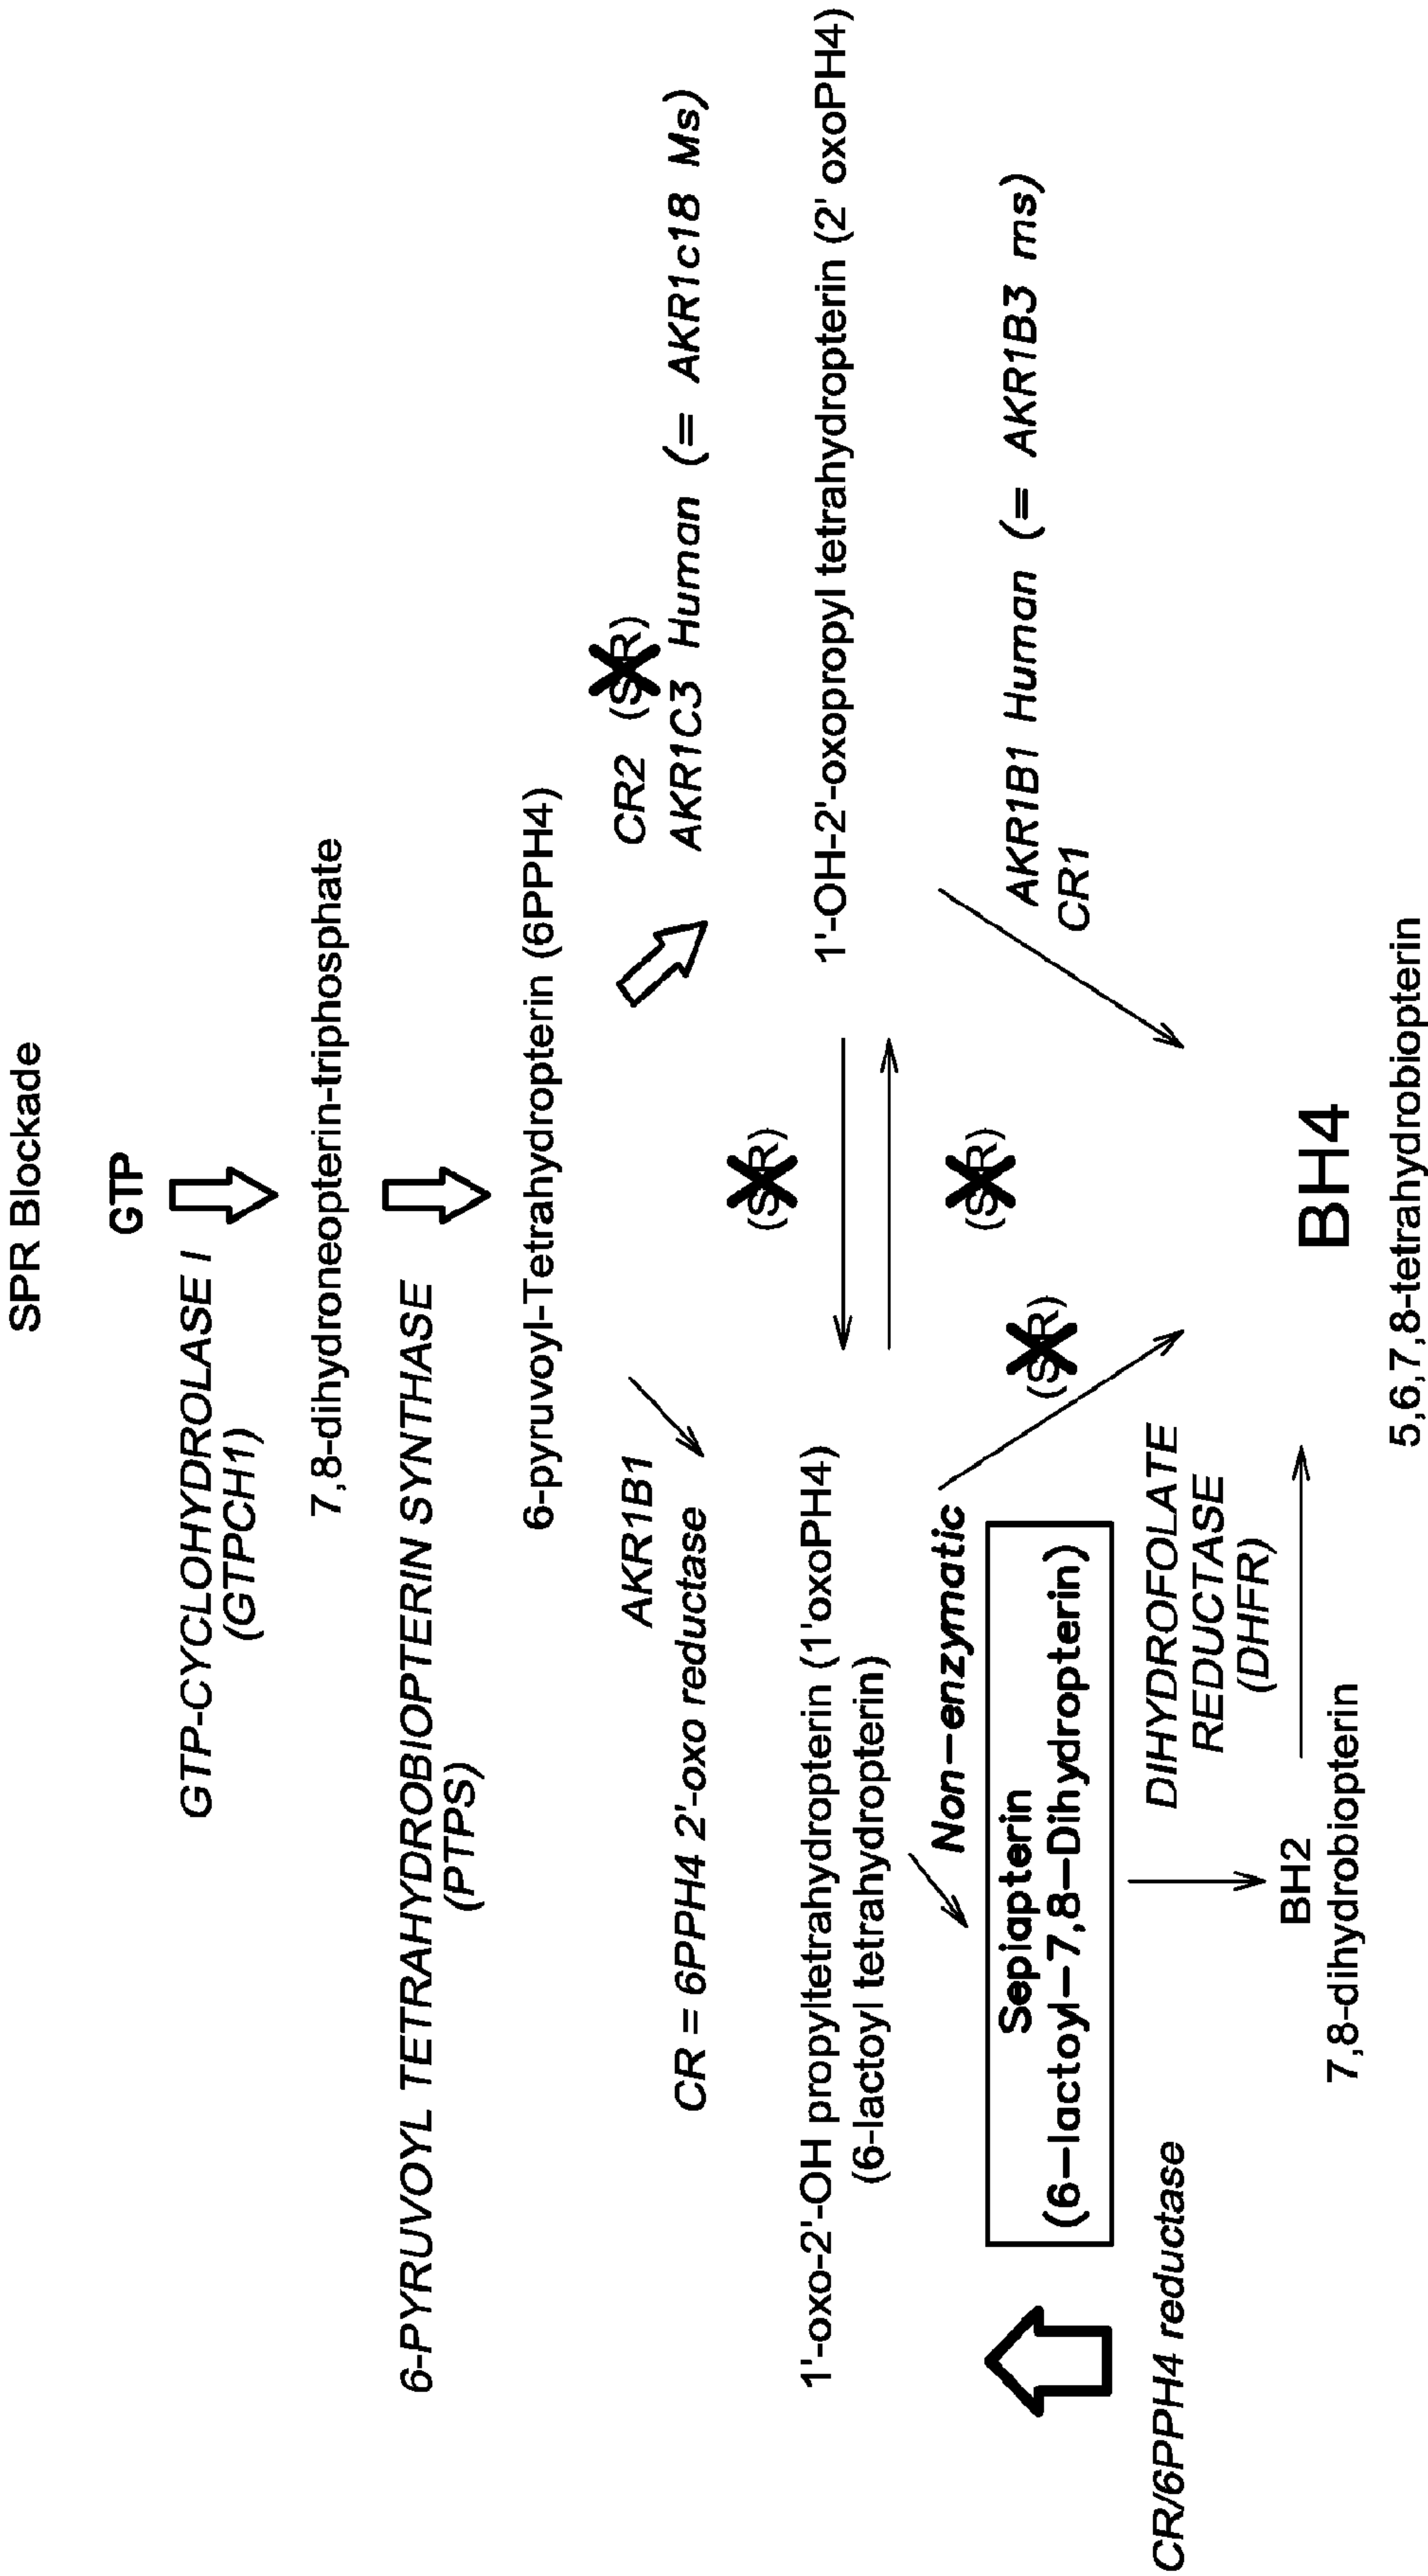 SPR Blockade
GTP
GTP-CYCLOHYDROLASE I
(GTPCH1)
7,8-dihydroneopterin-triphosphate
6-PYRUVOYL TETRAHYDROBIOPTERIN SYNTHASE
(PTPS)
6-pyruvoyl-Tetrahydropterin (6PPH4)
AKR1B1
CR = 6PPH4 2'-oxo reductase
CR2 (SR)
AKR1C3 Human (= AKR1c18 Ms)
(SR)
1'-oxo-2'-OH propyltetrahydropterin (1'oxoPH4)
(6-lactoyl tetrahydropterin)
1'-OH-2'-oxopropyl tetrahydropterin (2' oxoPH4)
(SR)
Non-enzymatic
(SR)
AKR1B1 Human (= AKR1B3 ms)
CR1
Sepiapterin
(6-lactoyl-7,8-Dihydropterin)
CR/6PPH4 reductase
DIHYDROFOLATE
REDUCTASE
(DHFR)
BH2
7,8-dihydrobiopterin
BH4
5,6,7,8-tetrahydrobiopterin